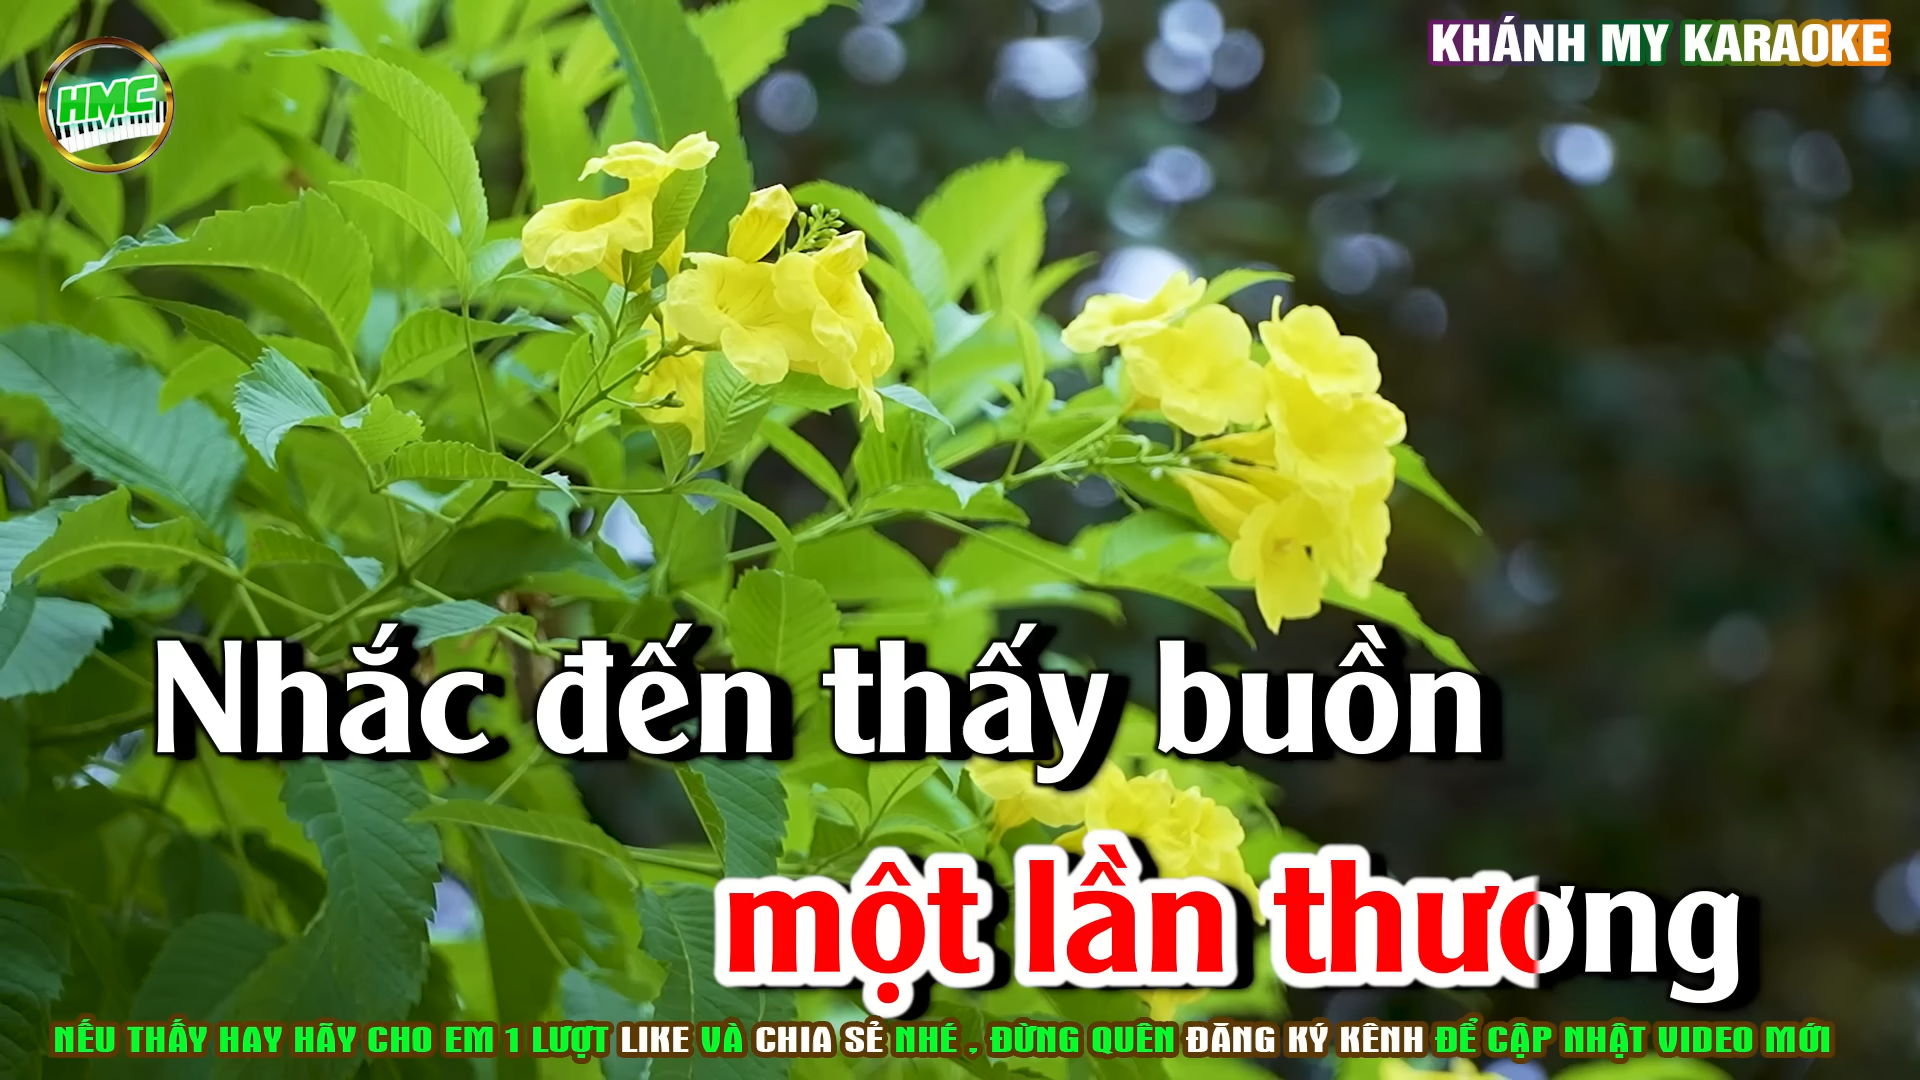 KHÁNH MY KARAOKE
HMC
Nhắc đến thấy buồn
một lần thương
NẾU THẤY HAY HÃY CHO EM 1 LƯỢT LIKE VÀ CHIA SẺ NHÉ , ĐỪNG QUÊN ĐĂNG KÝ KÊNH ĐỂ CẬP NHẬT VIDEO MỚI